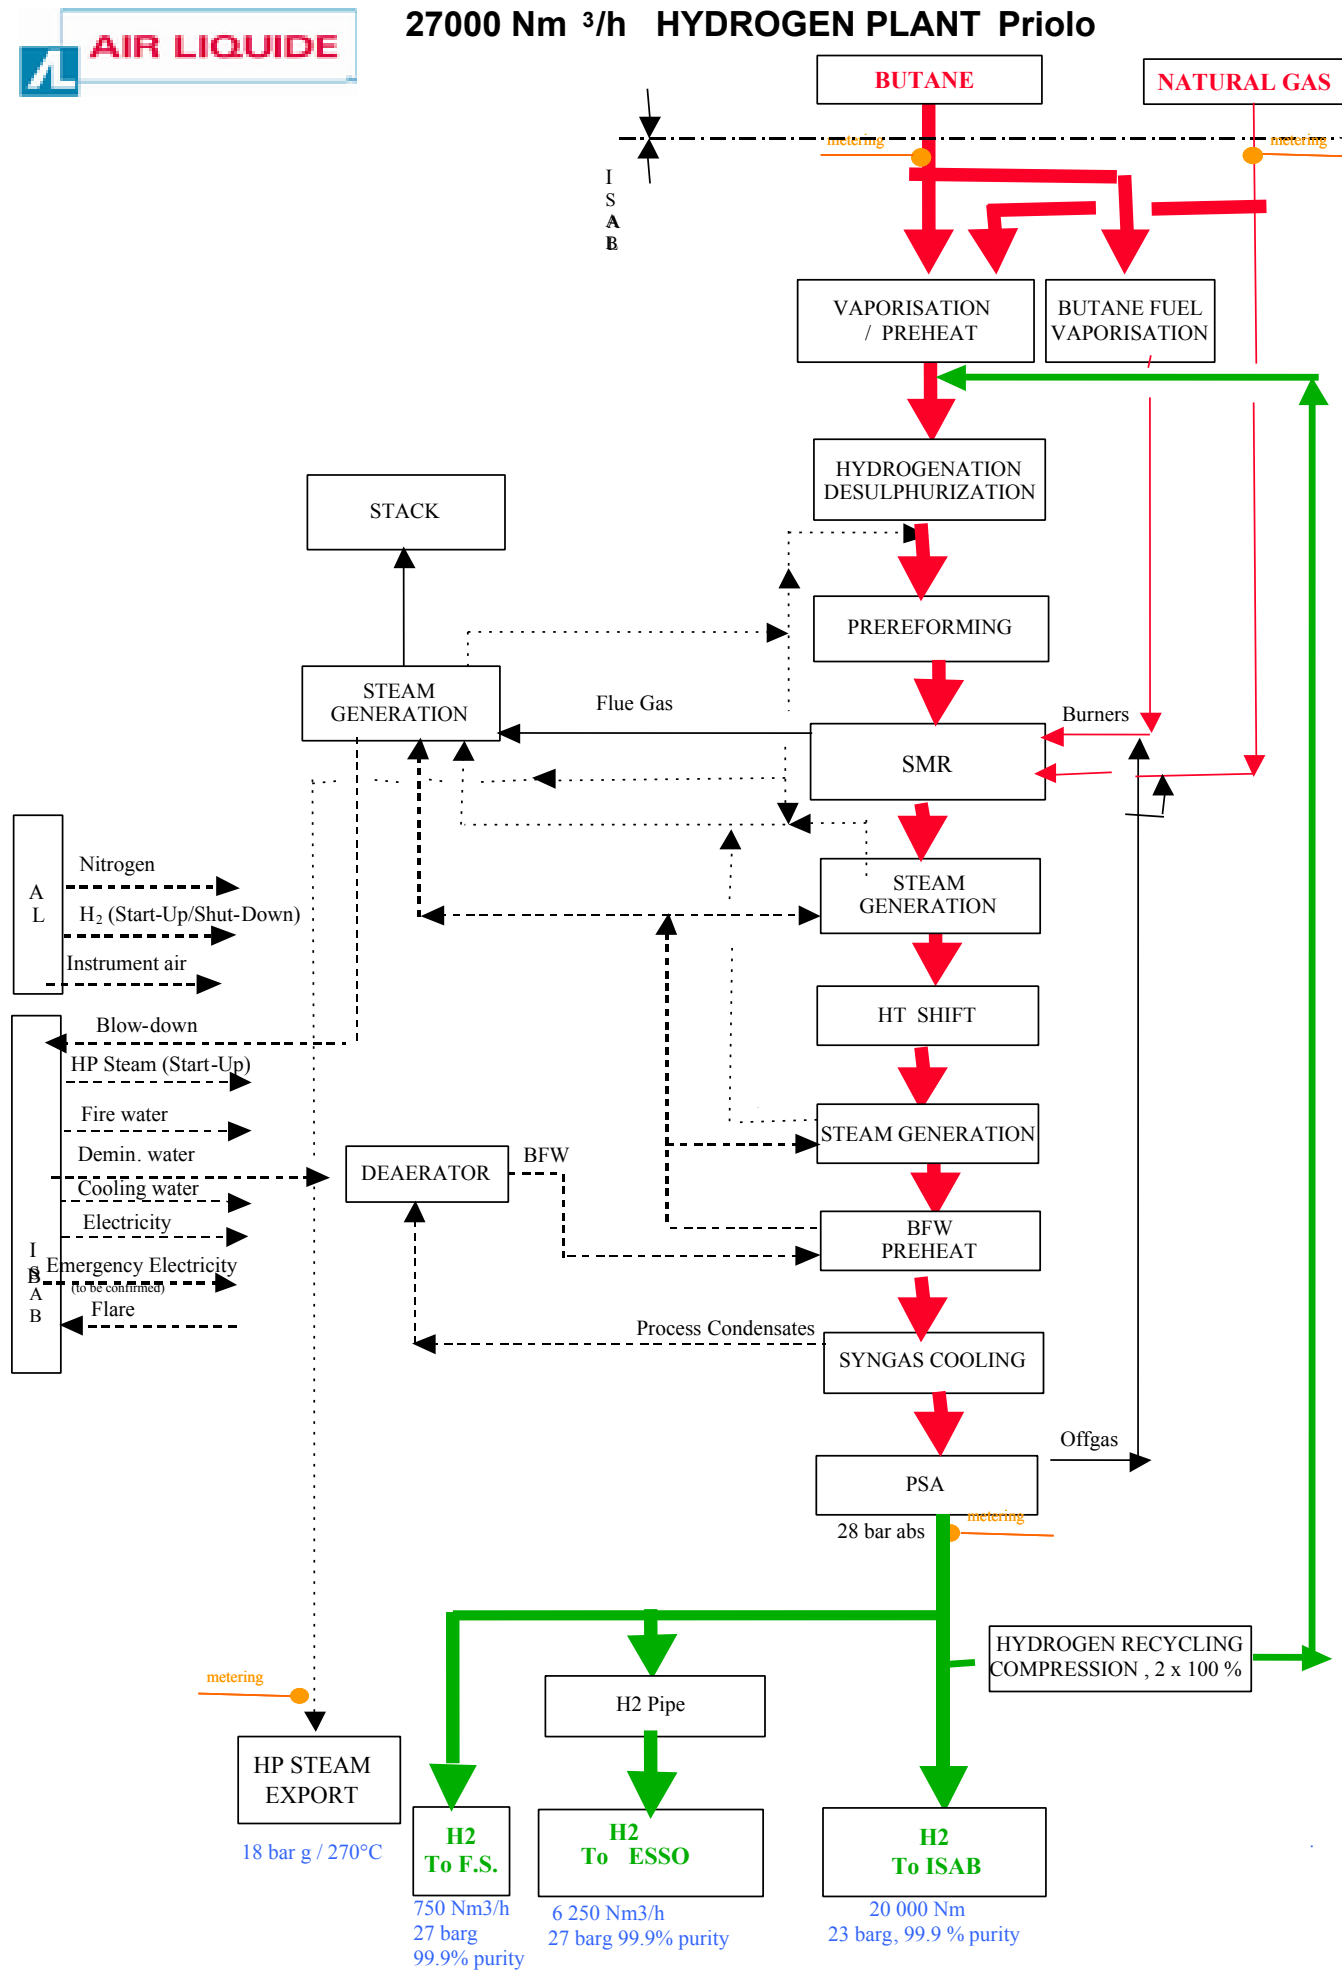 27000 Nm ³/h HYDROGEN PLANT Priolo
AIR LIQUIDE
BUTANE
NATURAL GAS
metering
metering
I
S
A
B
VAPORISATION
/ PREHEAT
BUTANE FUEL
VAPORISATION
HYDROGENATION
DESULPHURIZATION
STACK
PREREFORMING
STEAM
GENERATION
Flue Gas
Burners
SMR
A
L
Nitrogen
H₂ (Start-Up/Shut-Down)
Instrument air
STEAM
GENERATION
HT SHIFT
Blow-down
HP Steam (Start-Up)
Fire water
Demin. water
Cooling water
Electricity
Emergency Electricity
(to be confirmed)
Flare
I
S
A
B
DEAERATOR
BFW
STEAM GENERATION
BFW
PREHEAT
Process Condensates
SYNGAS COOLING
Offgas
PSA
28 bar abs
metering
HYDROGEN RECYCLING
COMPRESSION , 2 x 100 %
metering
H2 Pipe
HP STEAM
EXPORT
18 bar g / 270°C
H2
To F.S.
750 Nm3/h
27 barg
99.9% purity
H2
To ESSO
6 250 Nm3/h
27 barg 99.9% purity
H2
To ISAB
20 000 Nm
23 barg, 99.9 % purity